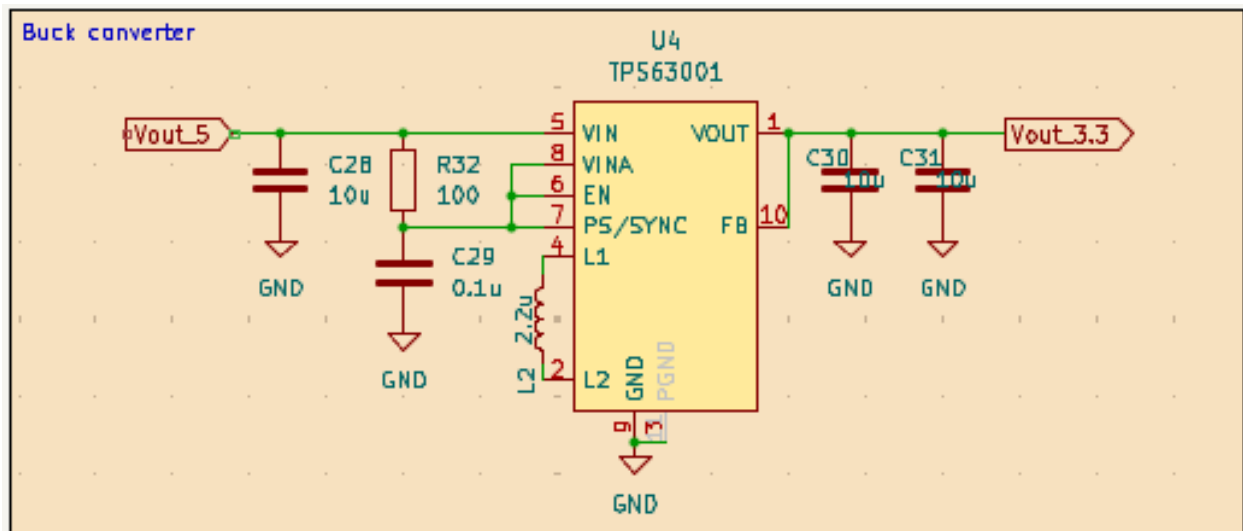 Buck converter
U4
TPS63001
Vout_5
5
VIN
VOUT
1
Vout_3.3
8
VINA
C28
10u
R32
100
6
EN
C30
10u
C31
10u
7
PS/SYNC
FB
10
4
L1
C29
0.1u
GND
GND
GND
2.2u
L2
2
L2
GND
PGND
GND
9
3
GND